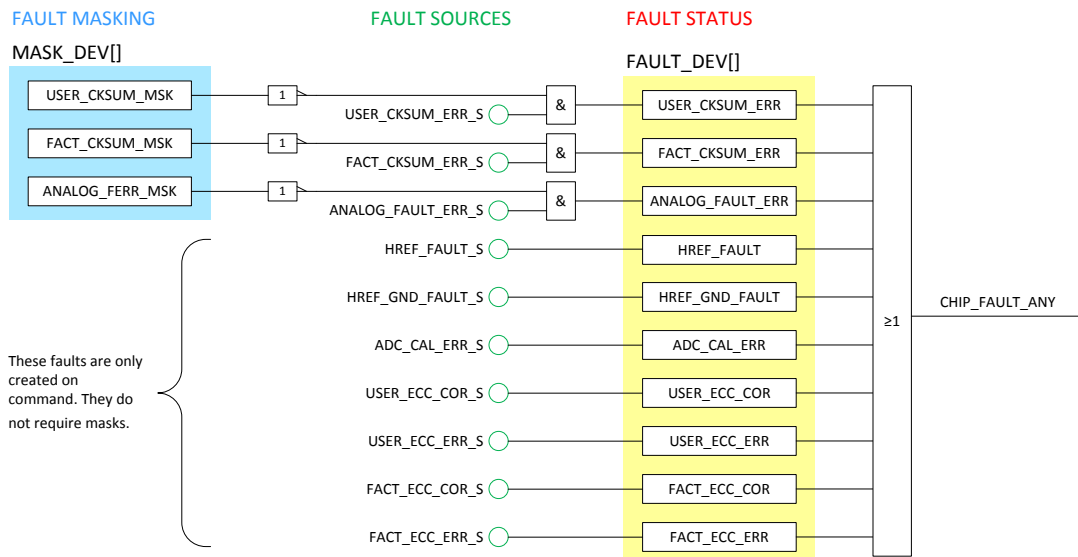 FAULT MASKING
FAULT SOURCES
FAULT STATUS
MASK_DEV[]
FAULT_DEV[]
USER_CKSUM_MSK
1
USER_CKSUM_ERR_S
&
USER_CKSUM_ERR
FACT_CKSUM_MSK
1
FACT_CKSUM_ERR_S
&
FACT_CKSUM_ERR
ANALOG_FERR_MSK
1
ANALOG_FAULT_ERR_S
&
ANALOG_FAULT_ERR
HREF_FAULT_S
HREF_FAULT
HREF_GND_FAULT_S
HREF_GND_FAULT
≥1
CHIP_FAULT_ANY
ADC_CAL_ERR_S
ADC_CAL_ERR
These faults are only
created on
command. They do
not require masks.
USER_ECC_COR_S
USER_ECC_COR
USER_ECC_ERR_S
USER_ECC_ERR
FACT_ECC_COR_S
FACT_ECC_COR
FACT_ECC_ERR_S
FACT_ECC_ERR